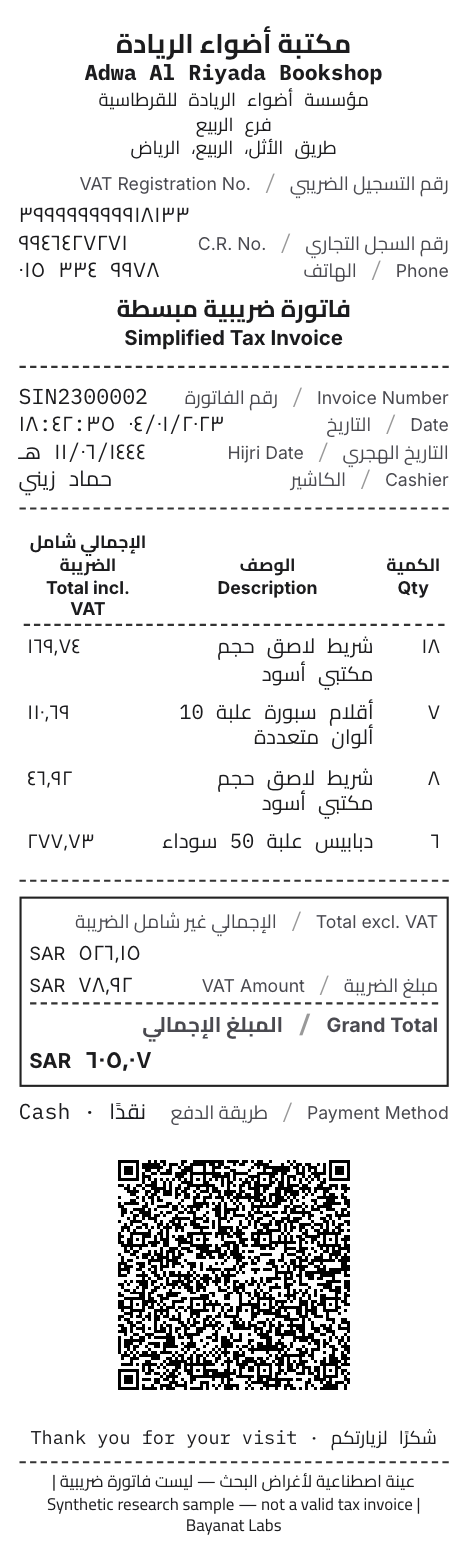 مكتبة أضواء الريادة
Adwa Al Riyada Bookshop
مؤسسة أضواء الريادة للقرطاسية
فرع الربيع
طريق الأثل، الربيع، الرياض
رقم التسجيل الضريبي / VAT Registration No.
٣٩٩٩٩٩٩٩٩٩١٨١٣٣
رقم السجل التجاري / C.R. No. ٩٩٤٦٤٢٧٢٧١
Phone / الهاتف ٠١٥ ٣٣٤ ٩٩٧٨
فاتورة ضريبية مبسطة
Simplified Tax Invoice
Invoice Number / رقم الفاتورة SIN2300002
Date / التاريخ ٠٤/٠١/٢٠٢٣ ١٨:٤٢:٣٥
التاريخ الهجري / Hijri Date ١١/٠٦/١٤٤٤ هـ
Cashier / الكاشير حماد زيني
الكمية الوصف الإجمالي شامل الضريبة
Qty Description Total incl. VAT
١٨ شريط لاصق حجم ١٦٩,٧٤
مكتبي أسود
٧ أقلام سبورة علبة 10 ١١٠,٦٩
ألوان متعددة
٨ شريط لاصق حجم ٤٦,٩٢
مكتبي أسود
٦ دبابيس علبة 50 سوداء ٢٧٧,٧٣
Total excl. VAT / الإجمالي غير شامل الضريبة
SAR ٥٢٦,١٥
مبلغ الضريبة / VAT Amount SAR ٧٨,٩٢
Grand Total / المبلغ الإجمالي
SAR ٦٠٥,٠٧
Payment Method / طريقة الدفع نقدًا · Cash
شكرًا لزيارتكم · Thank you for your visit
عينة اصطناعية لأغراض البحث — ليست فاتورة ضريبية |
Synthetic research sample — not a valid tax invoice |
Bayanat Labs